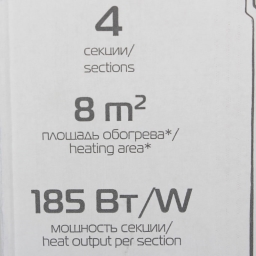 4
секции/
sections
8 m²
площадь обогрева*/
heating area*
185 Вт/W
мощность секции/
heat output per section